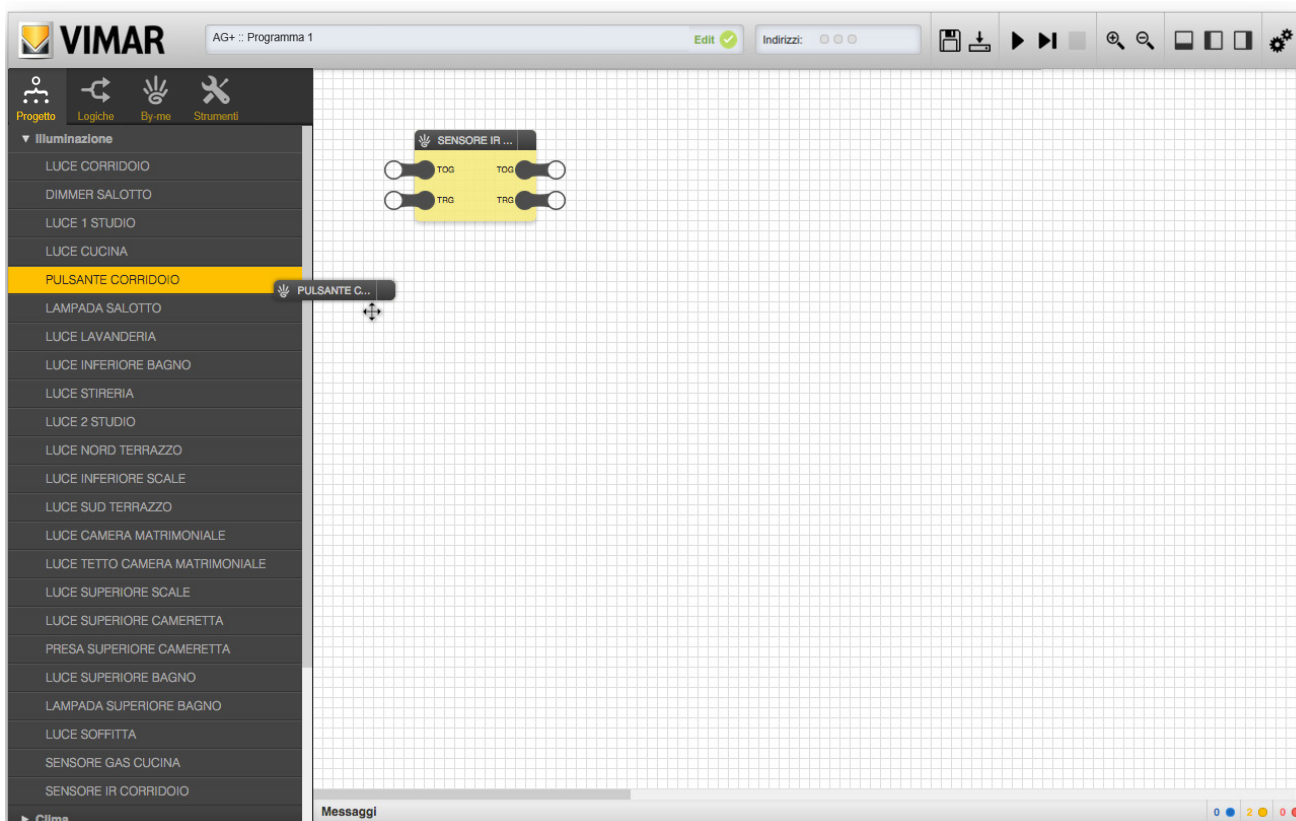 VIMAR
AG+ :: Programma 1
Edit
Indirizzi:
Progetto
Logiche
By-me
Strumenti
▼ Illuminazione
LUCE CORRIDOIO
DIMMER SALOTTO
LUCE 1 STUDIO
LUCE CUCINA
PULSANTE CORRIDOIO
LAMPADA SALOTTO
LUCE LAVANDERIA
LUCE INFERIORE BAGNO
LUCE STIRERIA
LUCE 2 STUDIO
LUCE NORD TERRAZZO
LUCE INFERIORE SCALE
LUCE SUD TERRAZZO
LUCE CAMERA MATRIMONIALE
LUCE TETTO CAMERA MATRIMONIALE
LUCE SUPERIORE SCALE
LUCE SUPERIORE CAMERETTA
PRESA SUPERIORE CAMERETTA
LUCE SUPERIORE BAGNO
LAMPADA SUPERIORE BAGNO
LUCE SOFFITTA
SENSORE GAS CUCINA
SENSORE IR CORRIDOIO
► Clima
SENSORE IR ...
TOG TOG
TRG TRG
PULSANTE C...
Messaggi
0 2 0